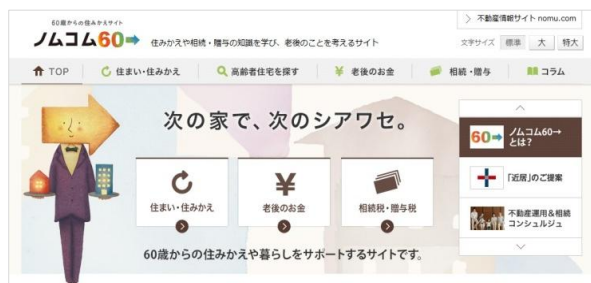 60歳からの住みかえサイト
ノムコム60→
住みかえや相続・贈与の知識を学び、老後のことを考えるサイト
> 不動産情報サイト nomu.com
文字サイズ 標準 大 特大
TOP
住まい・住みかえ
高齢者住宅を探す
¥ 老後のお金
相続・贈与
コラム
次の家で、次のシアワセ。
住まい・住みかえ
¥
老後のお金
相続税・贈与税
60歳からの住みかえや暮らしをサポートするサイトです。
60→
ノムコム60→
とは?
「近居」のご提案
不動産運用&相続
コンシェルジュ